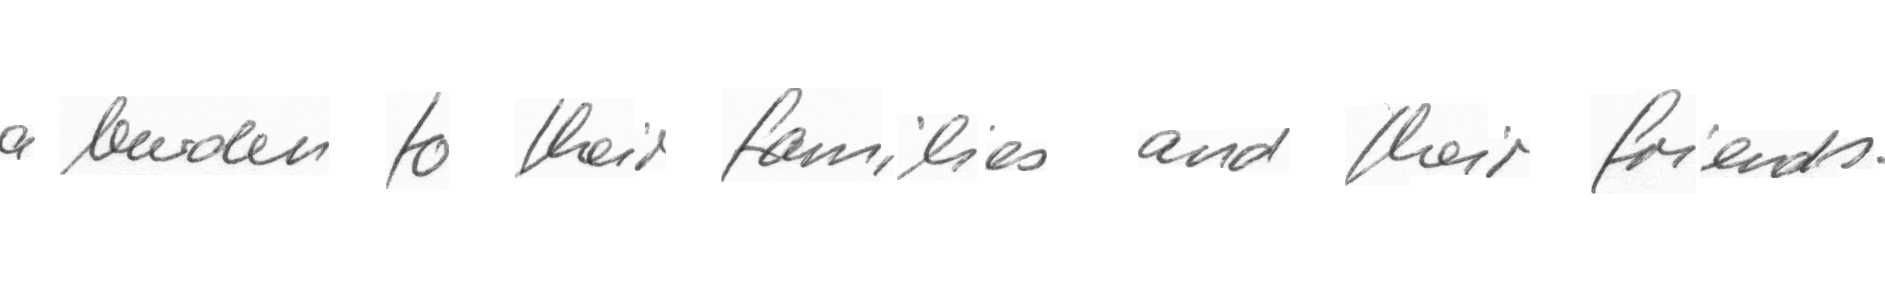 a burden to their families and their friends.